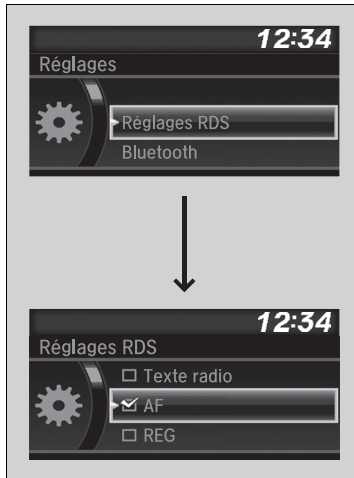 12:34
Réglages
Réglages RDS
Bluetooth
12:34
Réglages RDS
Texte radio
AF
REG